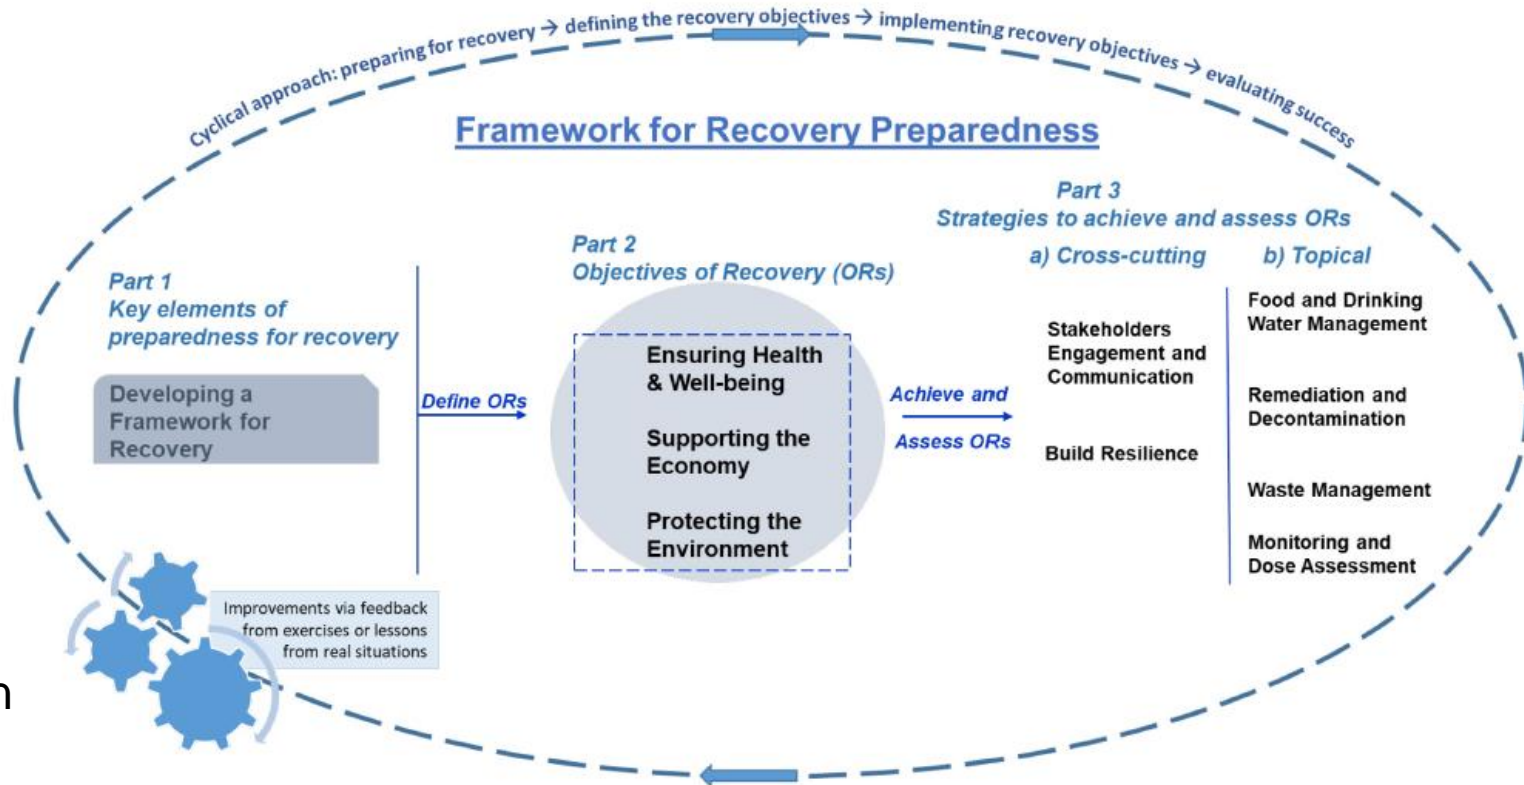 Cyclical approach: preparing for recovery → defining the recovery objectives → implementing recovery objectives → evaluating success
Framework for Recovery Preparedness
Part 1
Key elements of
preparedness for recovery
Developing a
Framework for
Recovery
Define ORs
Part 2
Objectives of Recovery (ORs)
Ensuring Health
& Well-being
Supporting the
Economy
Protecting the
Environment
Achieve and
Assess ORs
Part 3
Strategies to achieve and assess ORs
a) Cross-cutting
Stakeholders
Engagement and
Communication
Build Resilience
b) Topical
Food and Drinking
Water Management
Remediation and
Decontamination
Waste Management
Monitoring and
Dose Assessment
Improvements via feedback
from exercises or lessons
from real situations